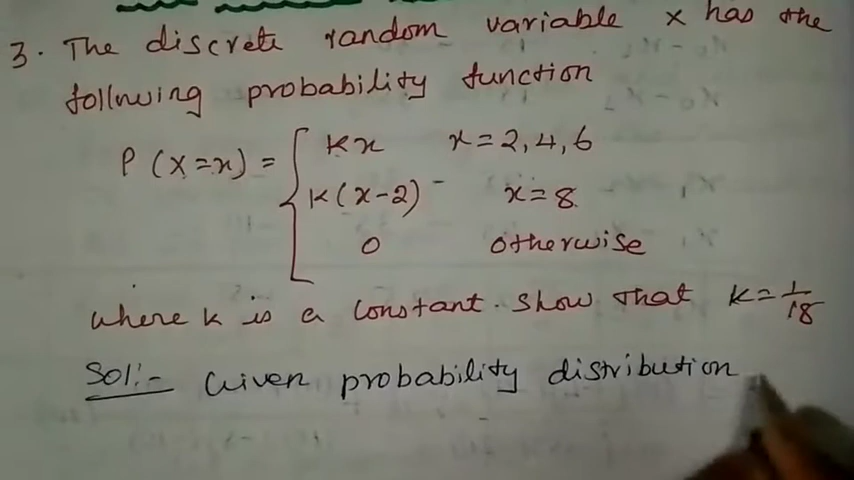 3. The discrete random variable x has the
following probability function
P(X=x) = { kx x=2,4,6
k(x-2) x=8
0 otherwise
where k is a constant. Show that k=1/18
Sol:- Given probability distribution